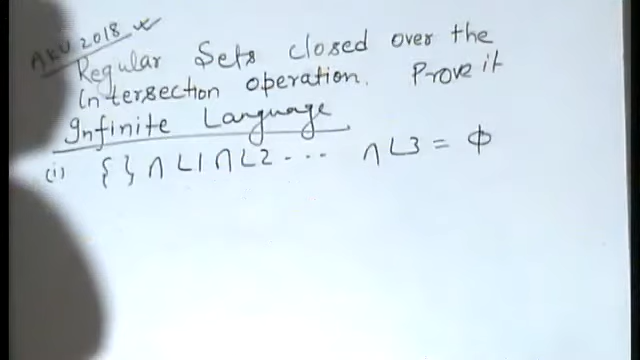 AKU 2018
Regular Sets closed over the
Intersection operation. Prove it
Infinite Language
(i) { } ∩ L1 ∩ L2 --- ∩ L3 = φ